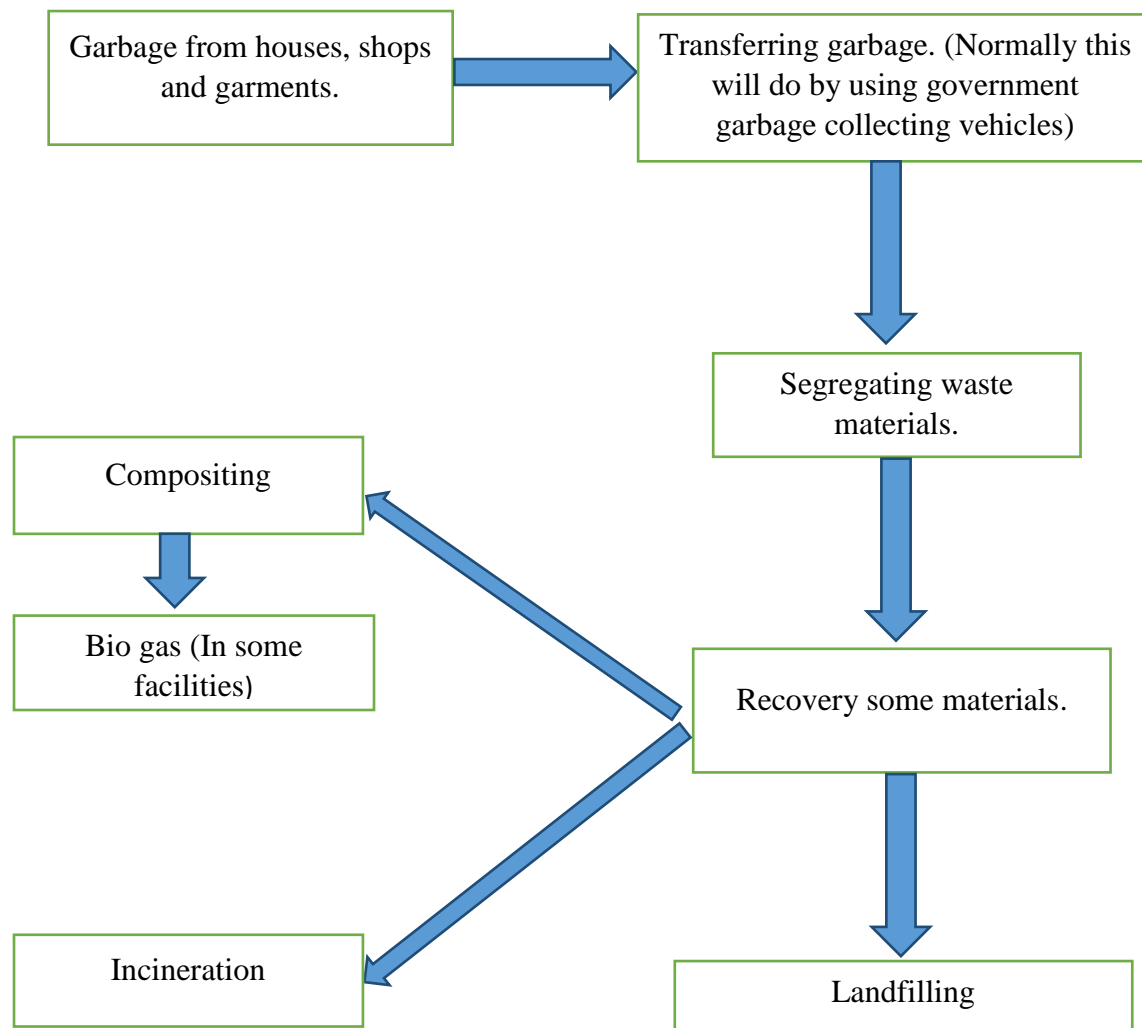 Garbage from houses, shops
and garments.
Transferring garbage. (Normally this
will do by using government
garbage collecting vehicles)
Segregating waste
materials.
Compositing
Bio gas (In some
facilities)
Recovery some materials.
Incineration
Landfilling